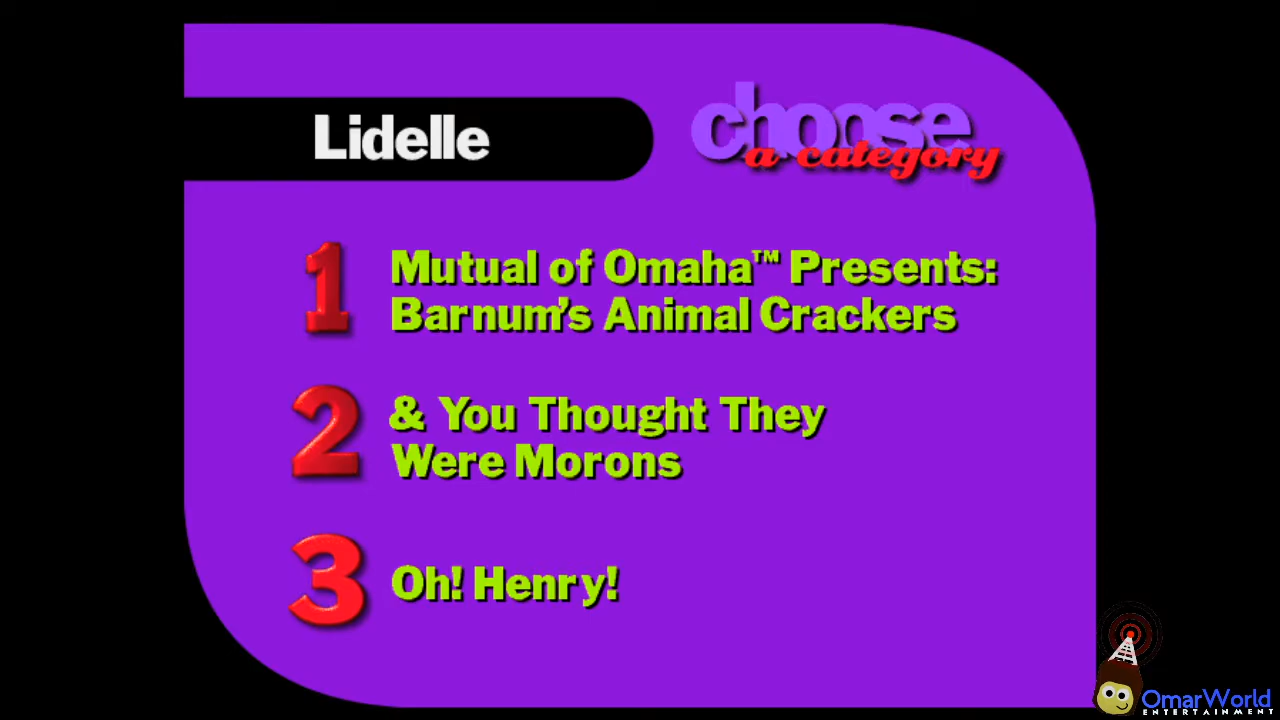 Lidelle
choose
a category
1
Mutual of Omaha™ Presents:
Barnum's Animal Crackers
2
& You Thought They
Were Morons
3
Oh! Henry!
OmarWorld
ENTERTAINMENT